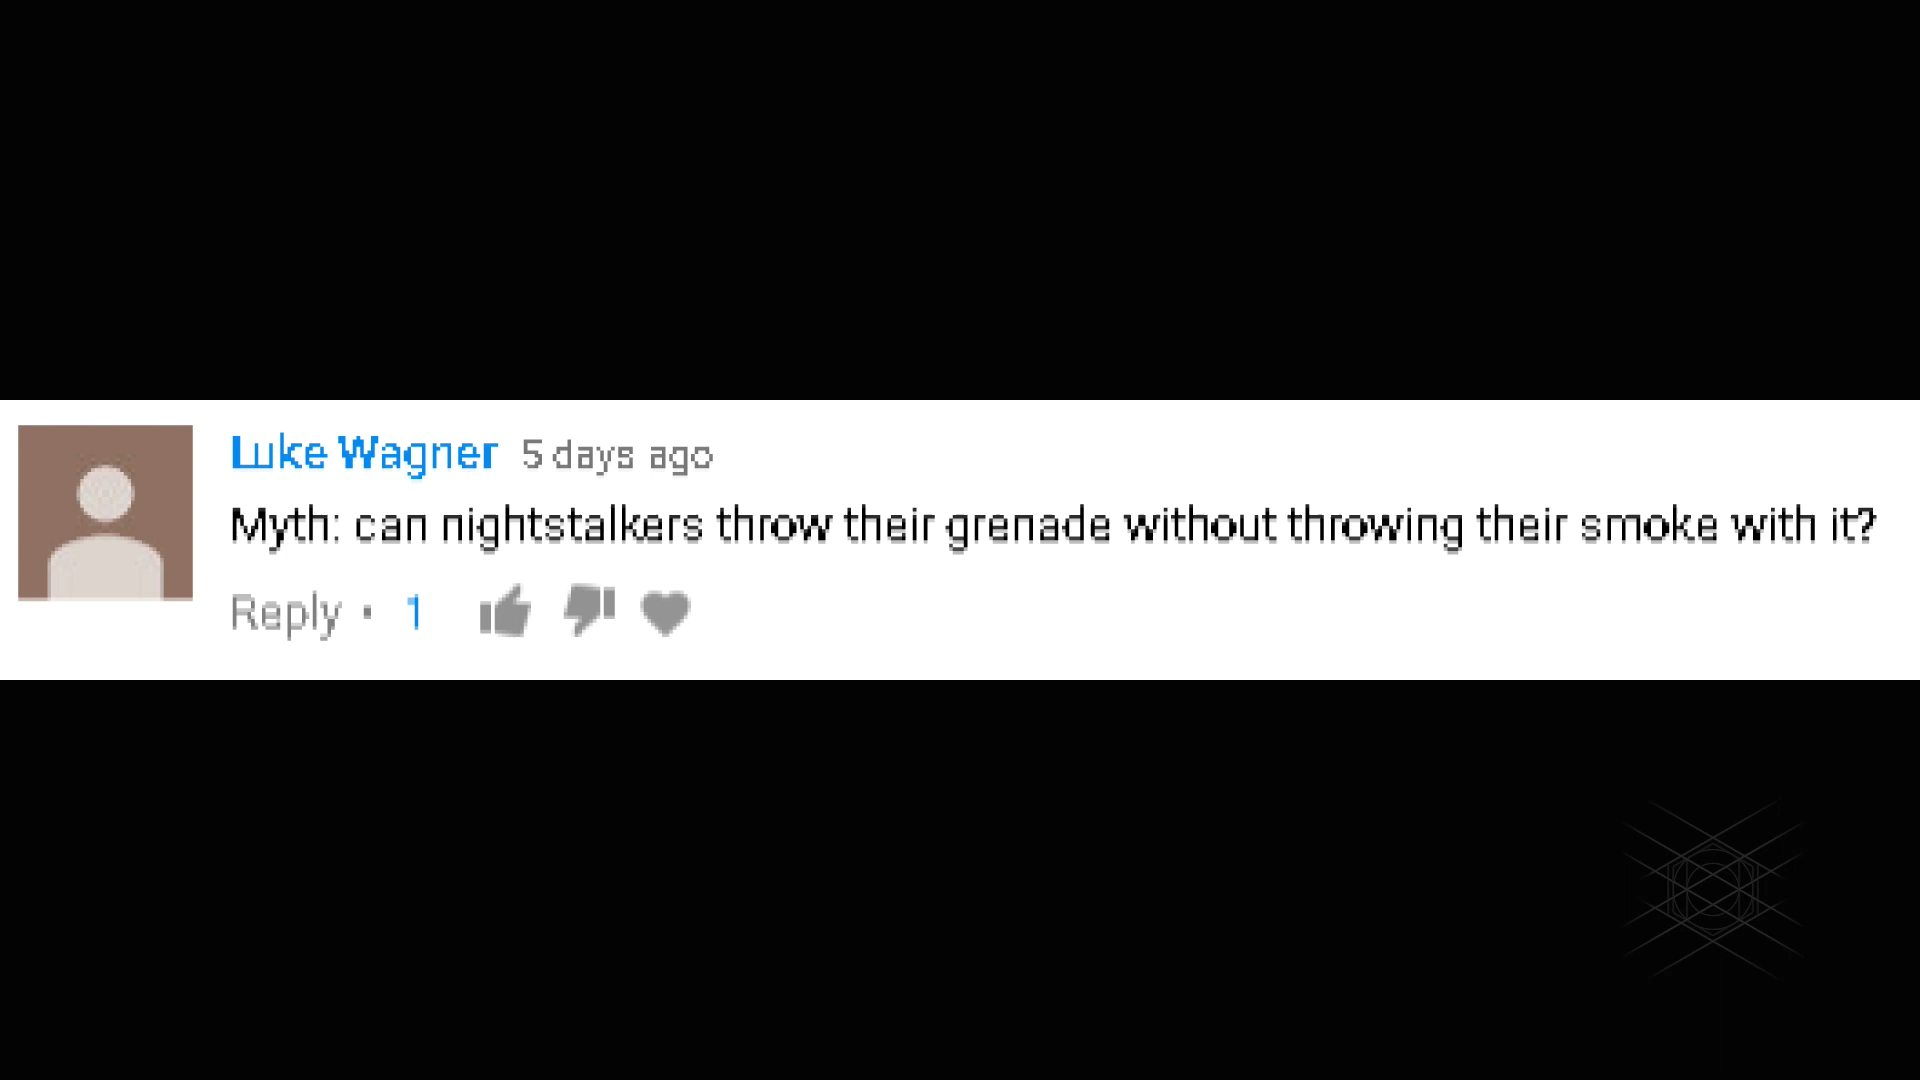 Luke Wagner 5 days ago
Myth: can nightstalkers throw their grenade without throwing their smoke with it?
Reply • 1